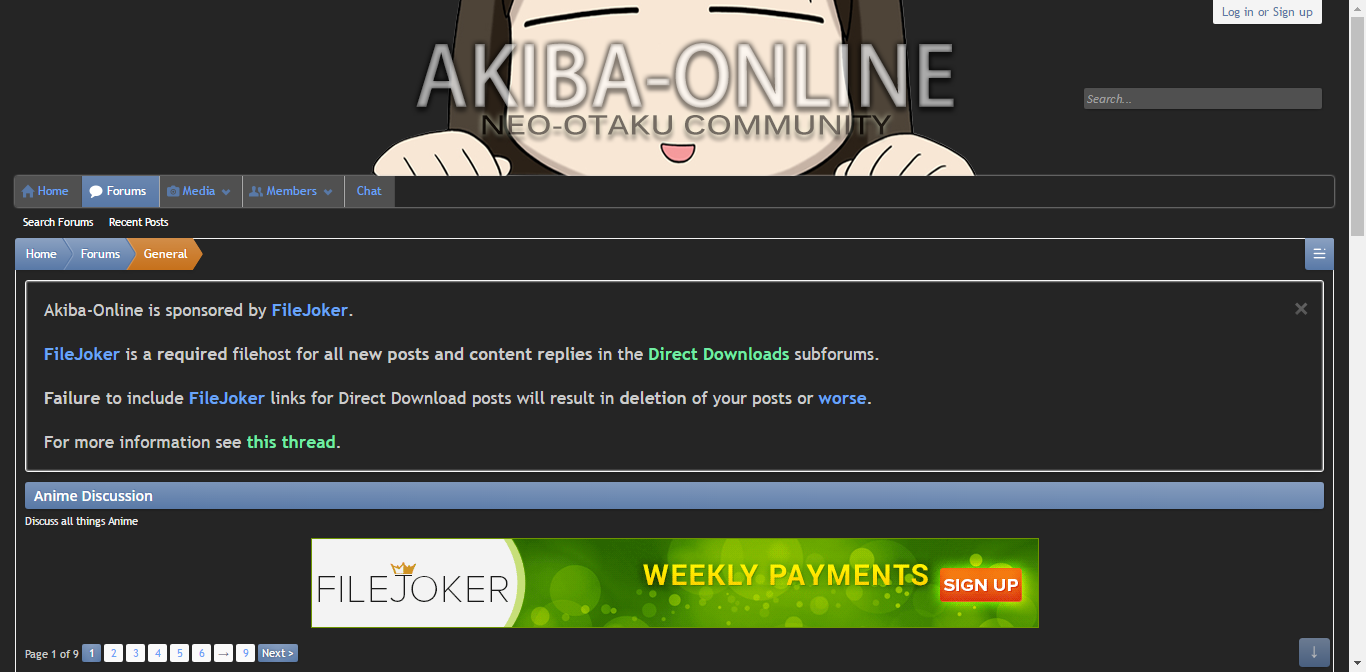 Log in or Sign up
AKIBA-ONLINE
NEO-OTAKU COMMUNITY
Search...
Home Forums Media Members Chat
Search Forums Recent Posts
Home Forums General
Akiba-Online is sponsored by FileJoker.
FileJoker is a required filehost for all new posts and content replies in the Direct Downloads subforums.
Failure to include FileJoker links for Direct Download posts will result in deletion of your posts or worse.
For more information see this thread.
Anime Discussion
Discuss all things Anime
FILEJOKER WEEKLY PAYMENTS SIGN UP
Page 1 of 9 1 2 3 4 5 6 → 9 Next >